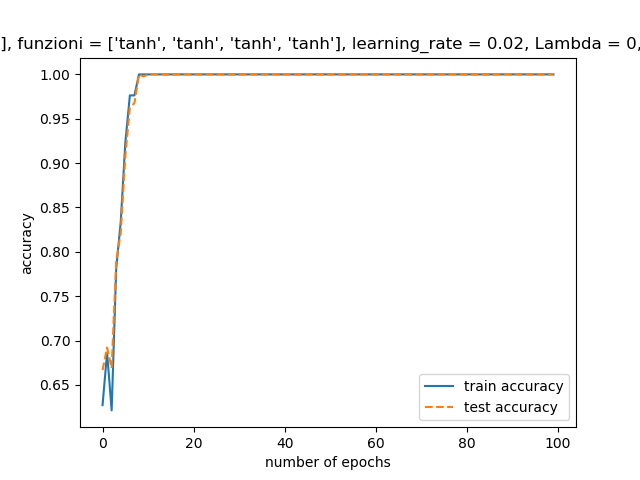 ], funzioni = ['tanh', 'tanh', 'tanh', 'tanh'], learning_rate = 0.02, Lambda = 0,
1.00
0.95
0.90
0.85
0.80
0.75
0.70
0.65
accuracy
train accuracy
test accuracy
0 20 40 60 80 100
number of epochs